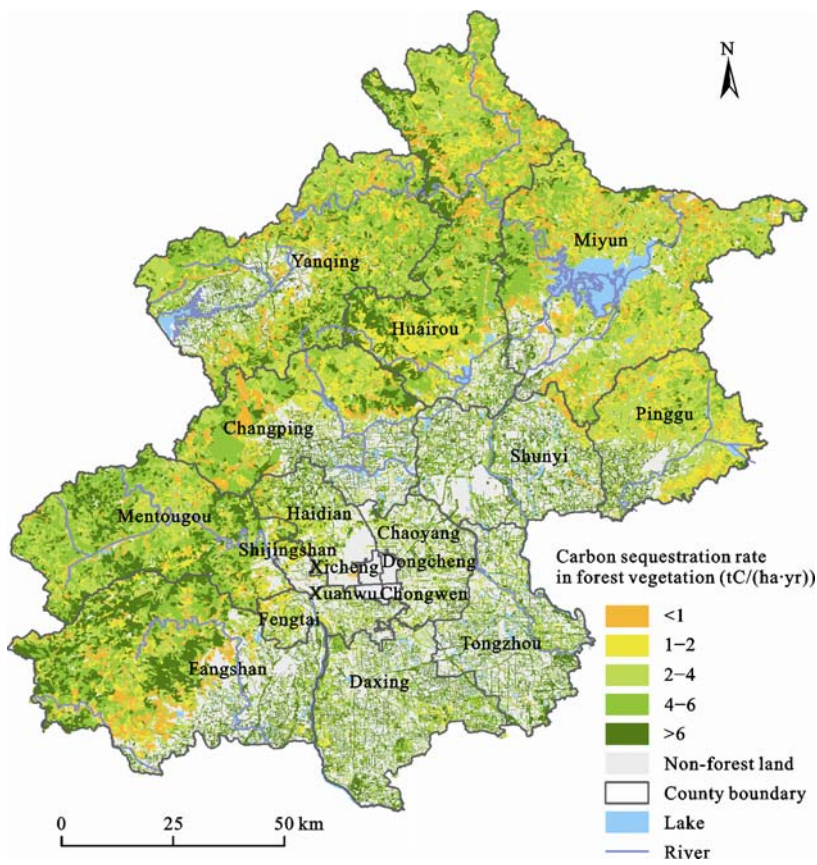 N
Miyun
Yanqing
Huairou
Pinggu
Changping
Shunyi
Mentougou
Haidian
Chaoyang
Shijingshan
Dongcheng
Xicheng
Xuanwu
Chongwen
Fengtai
Tongzhou
Fangshan
Daxing
Carbon sequestration rate
in forest vegetation (tC/(ha·yr))
<1
1−2
2−4
4−6
>6
Non-forest land
County boundary
Lake
River
0 25 50 km